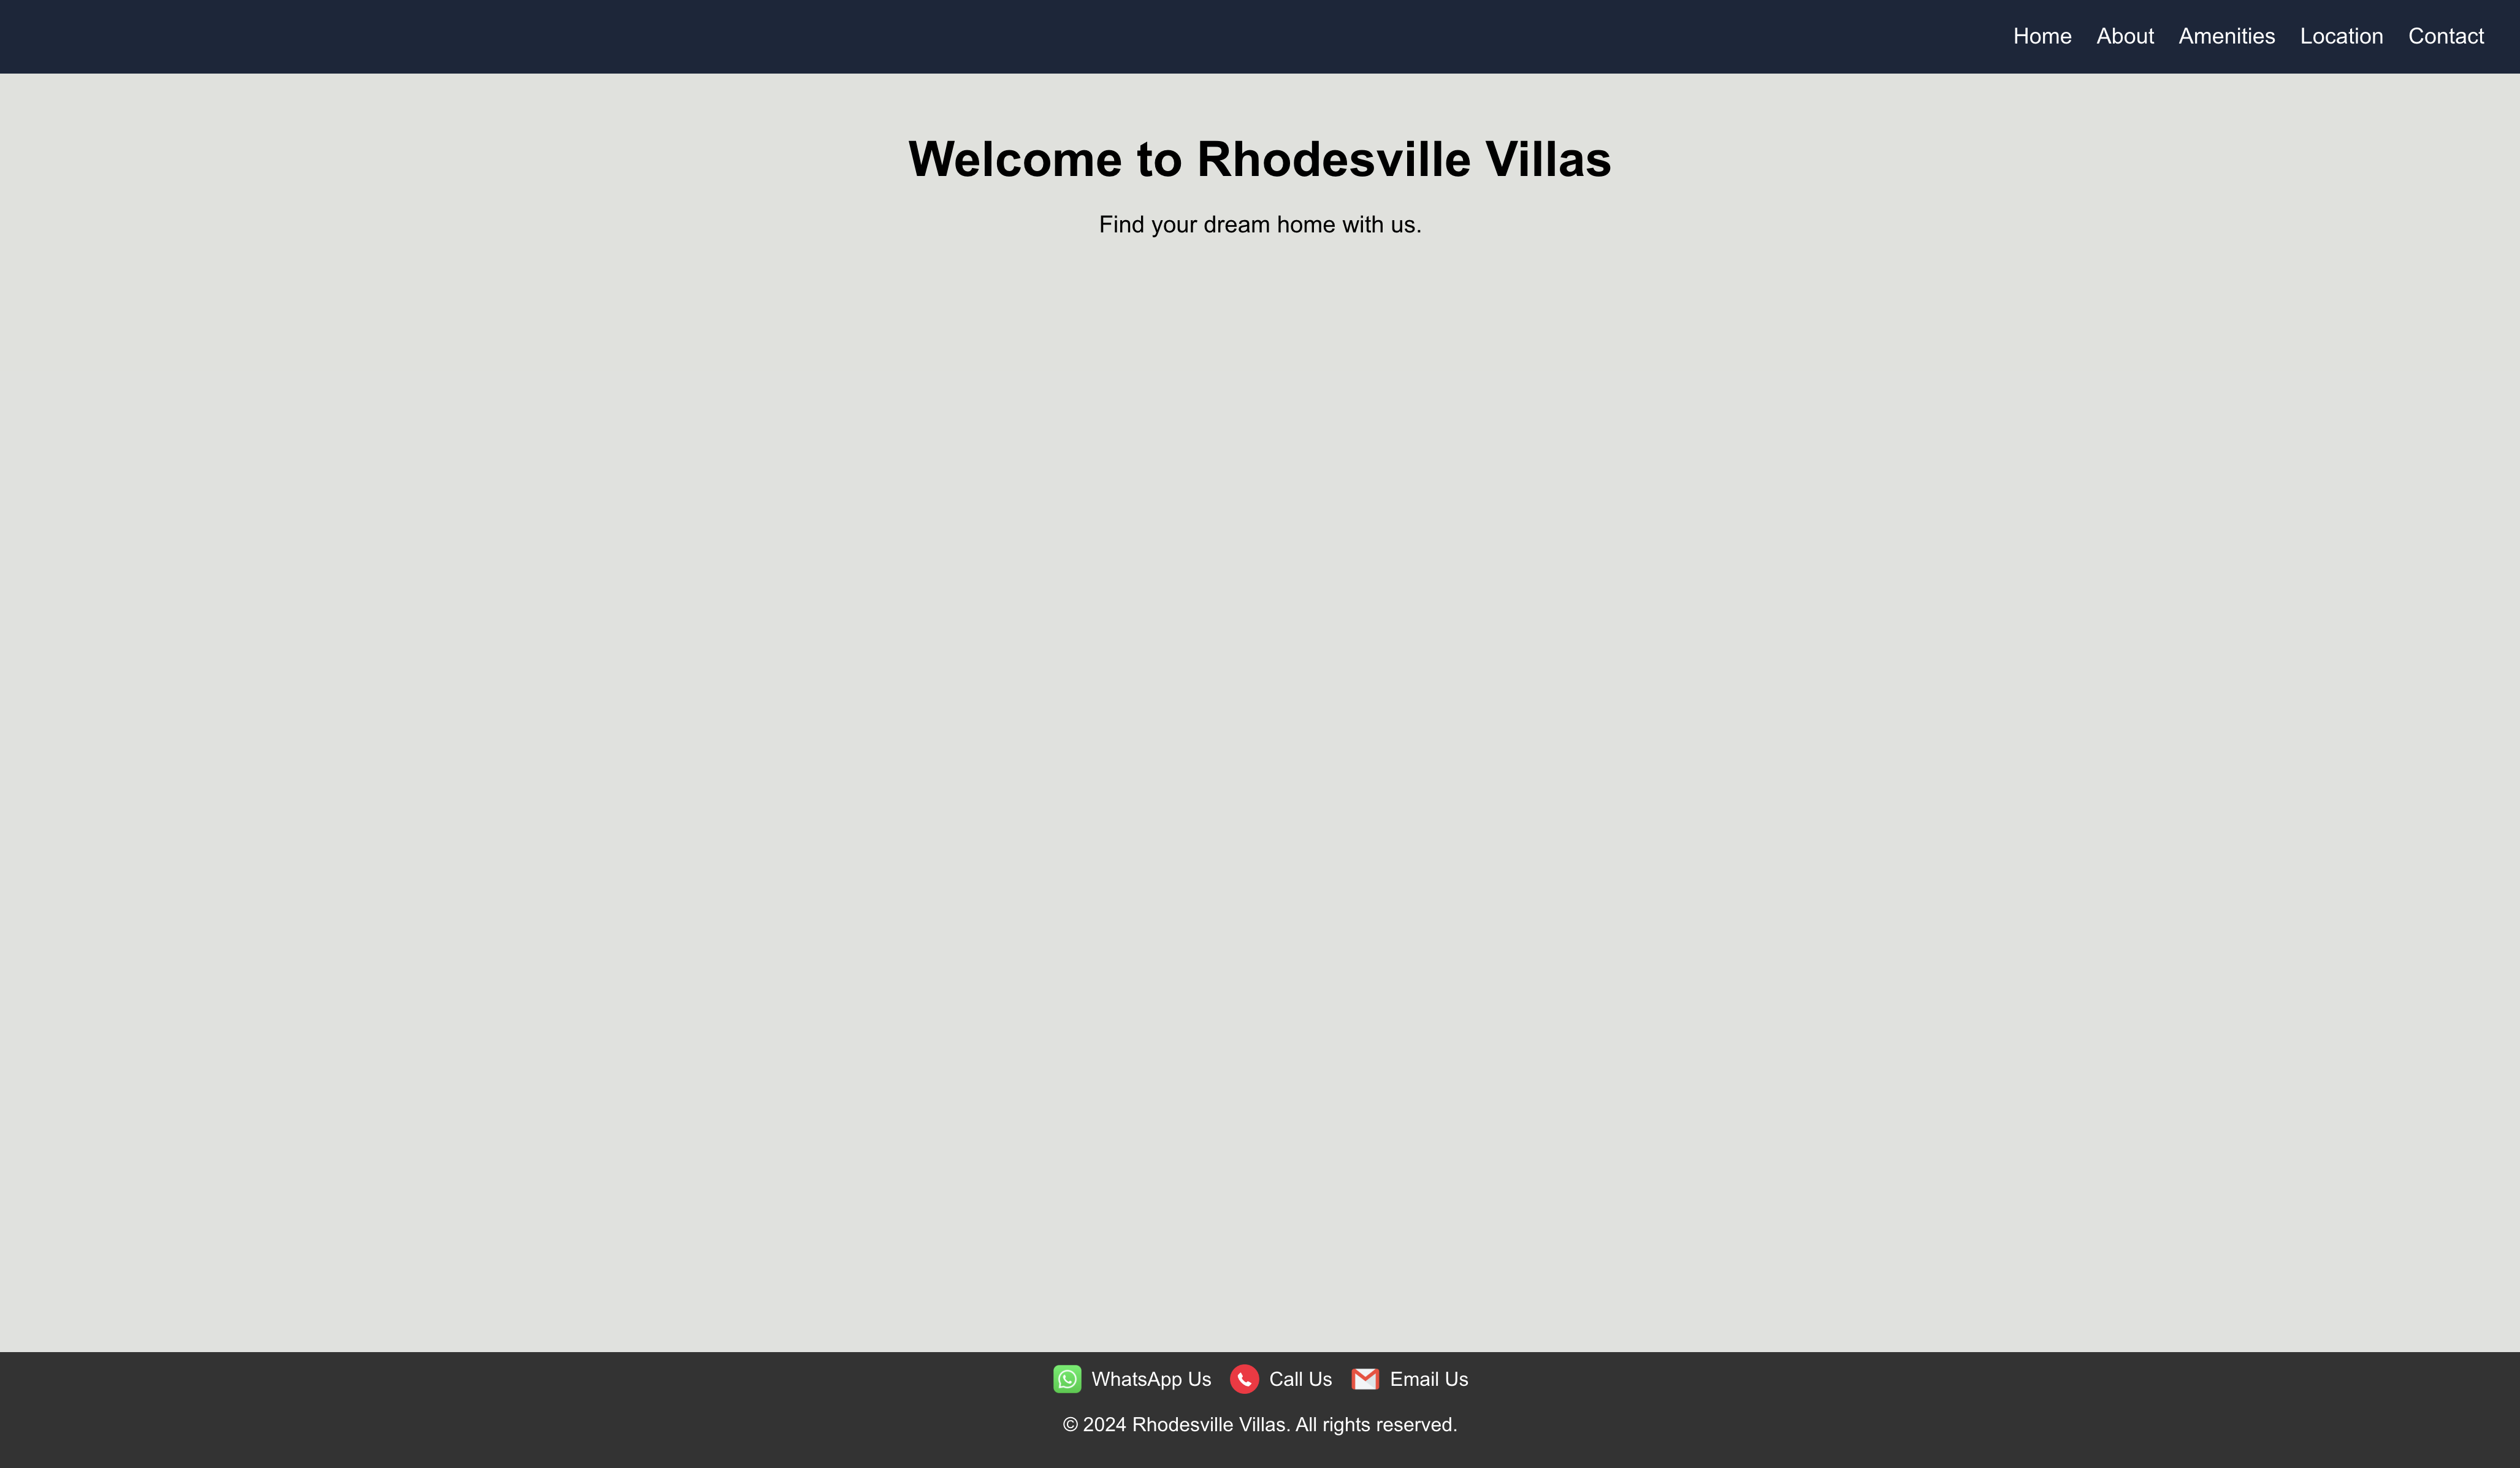 Home About Amenities Location Contact
Welcome to Rhodesville Villas
Find your dream home with us.
WhatsApp Us Call Us Email Us
© 2024 Rhodesville Villas. All rights reserved.